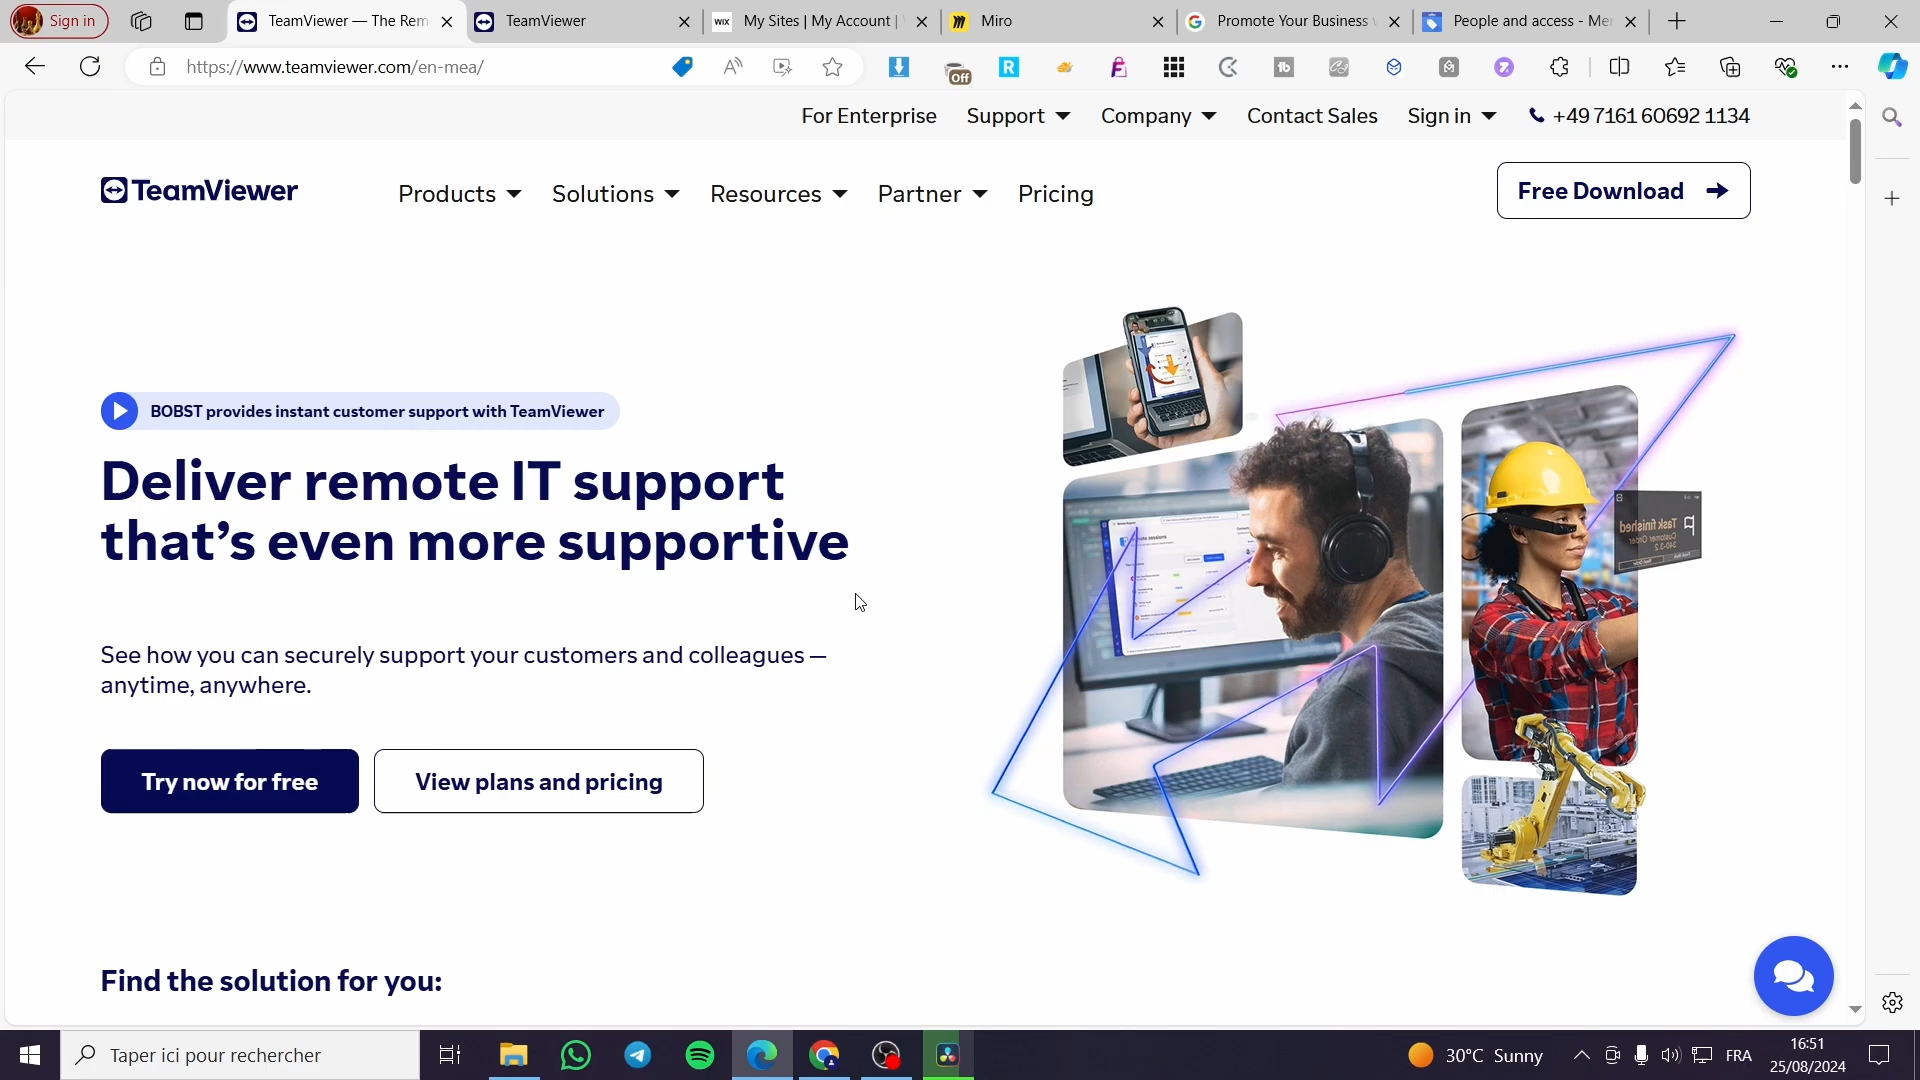 Sign in
TeamViewer — The Rem
TeamViewer
WIX
My Sites | My Account |
Miro
Promote Your Business
People and access - Mer
https://www.teamviewer.com/en-mea/
Off
For Enterprise
Support
Company
Contact Sales
Sign in
+49 7161 60692 1134
TeamViewer
Products
Solutions
Resources
Partner
Pricing
Free Download
BOBST provides instant customer support with TeamViewer
Deliver remote IT support
that’s even more supportive
See how you can securely support your customers and colleagues —
anytime, anywhere.
Try now for free
View plans and pricing
Task finished
Customer Order
Find the solution for you:
Taper ici pour rechercher
30°C Sunny
FRA
16:51
25/08/2024